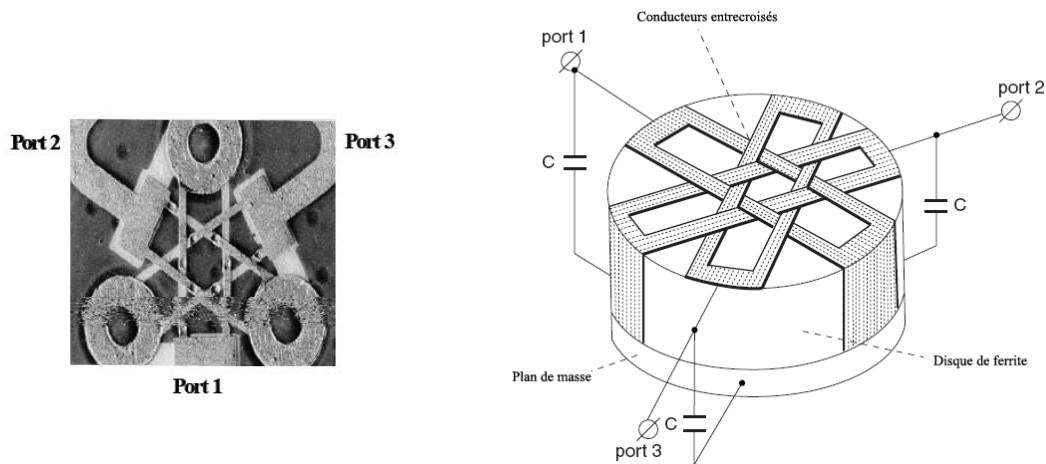 Port 2
Port 3
Port 1
Conducteurs entrecroisés
port 1
port 2
C
C
Plan de masse
Disque de ferrite
C
port 3